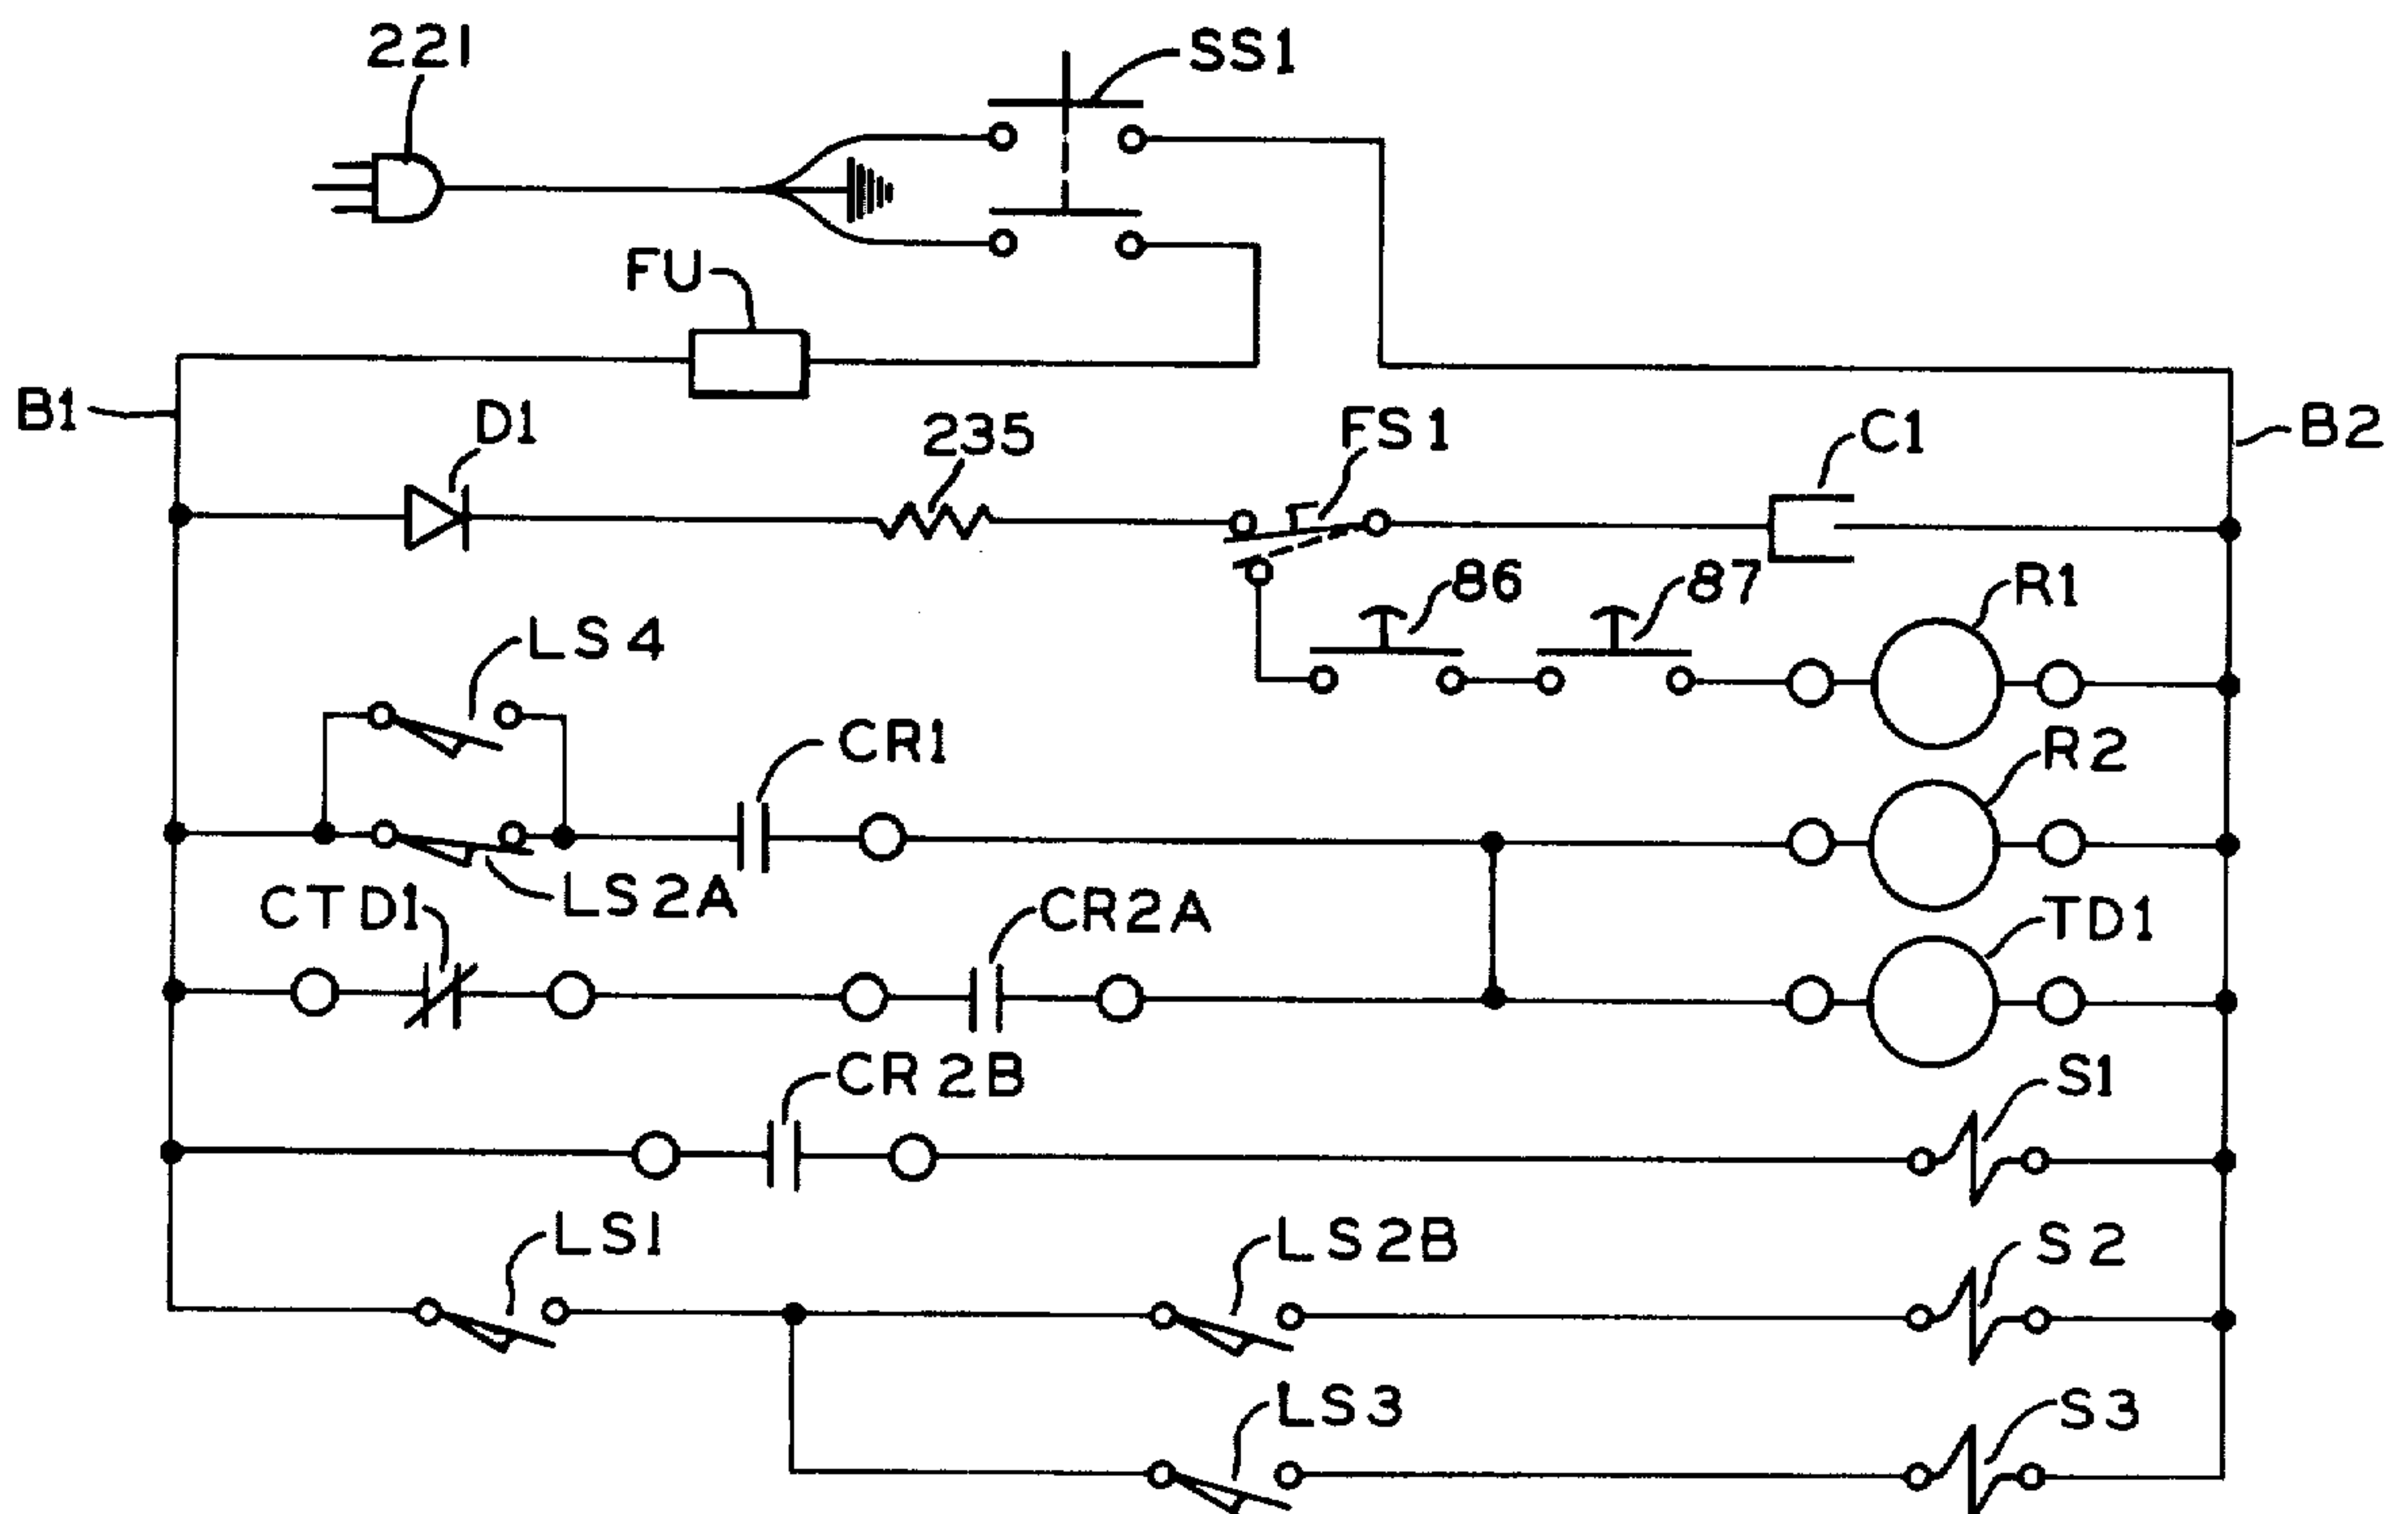 221
SS1
FU
B1
D1
235
FS1
C1
B2
86
87
R1
LS4
CR1
R2
LS2A
CTD1
CR2A
TD1
CR2B
S1
LS1
LS2B
S2
LS3
S3